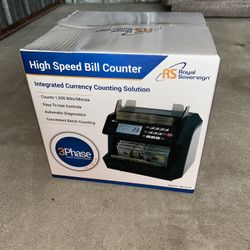 RS
Royal
Sovereign
High Speed Bill Counter
Integrated Currency Counting Solution
- Counts 1,000 Bills/Minute
- Easy To Use Controls
- Automatic Diagnostics
- Convenient Batch Counting
3Phase